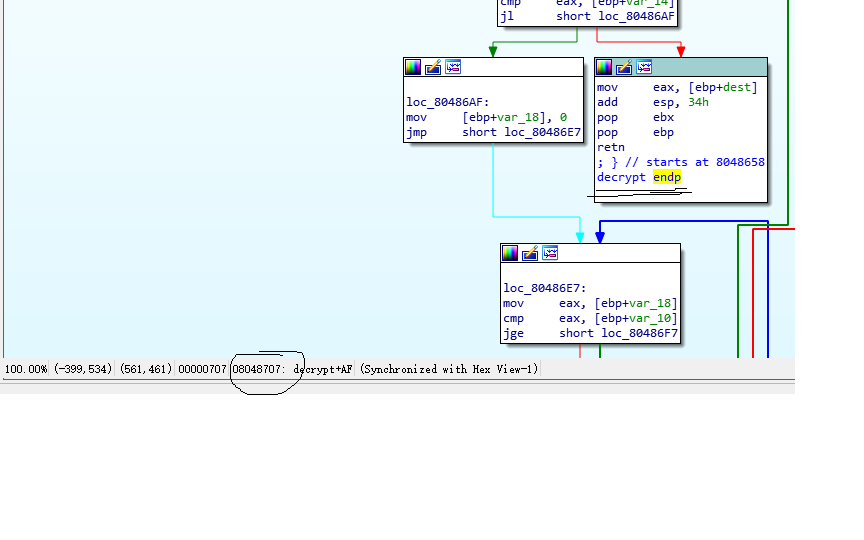 cmp     eax, [ebp+var_14]
jl      short loc_80486AF
loc_80486AF:
mov     [ebp+var_18], 0
jmp     short loc_80486E7
mov     eax, [ebp+dest]
add     esp, 34h
pop     ebx
pop     ebp
retn
; } // starts at 8048658
decrypt endp
loc_80486E7:
mov     eax, [ebp+var_18]
cmp     eax, [ebp+var_10]
jge     short loc_80486F7
100.00% (-399,534) (561,461) 00000707 08048707: decrypt+AF (Synchronized with Hex View-1)